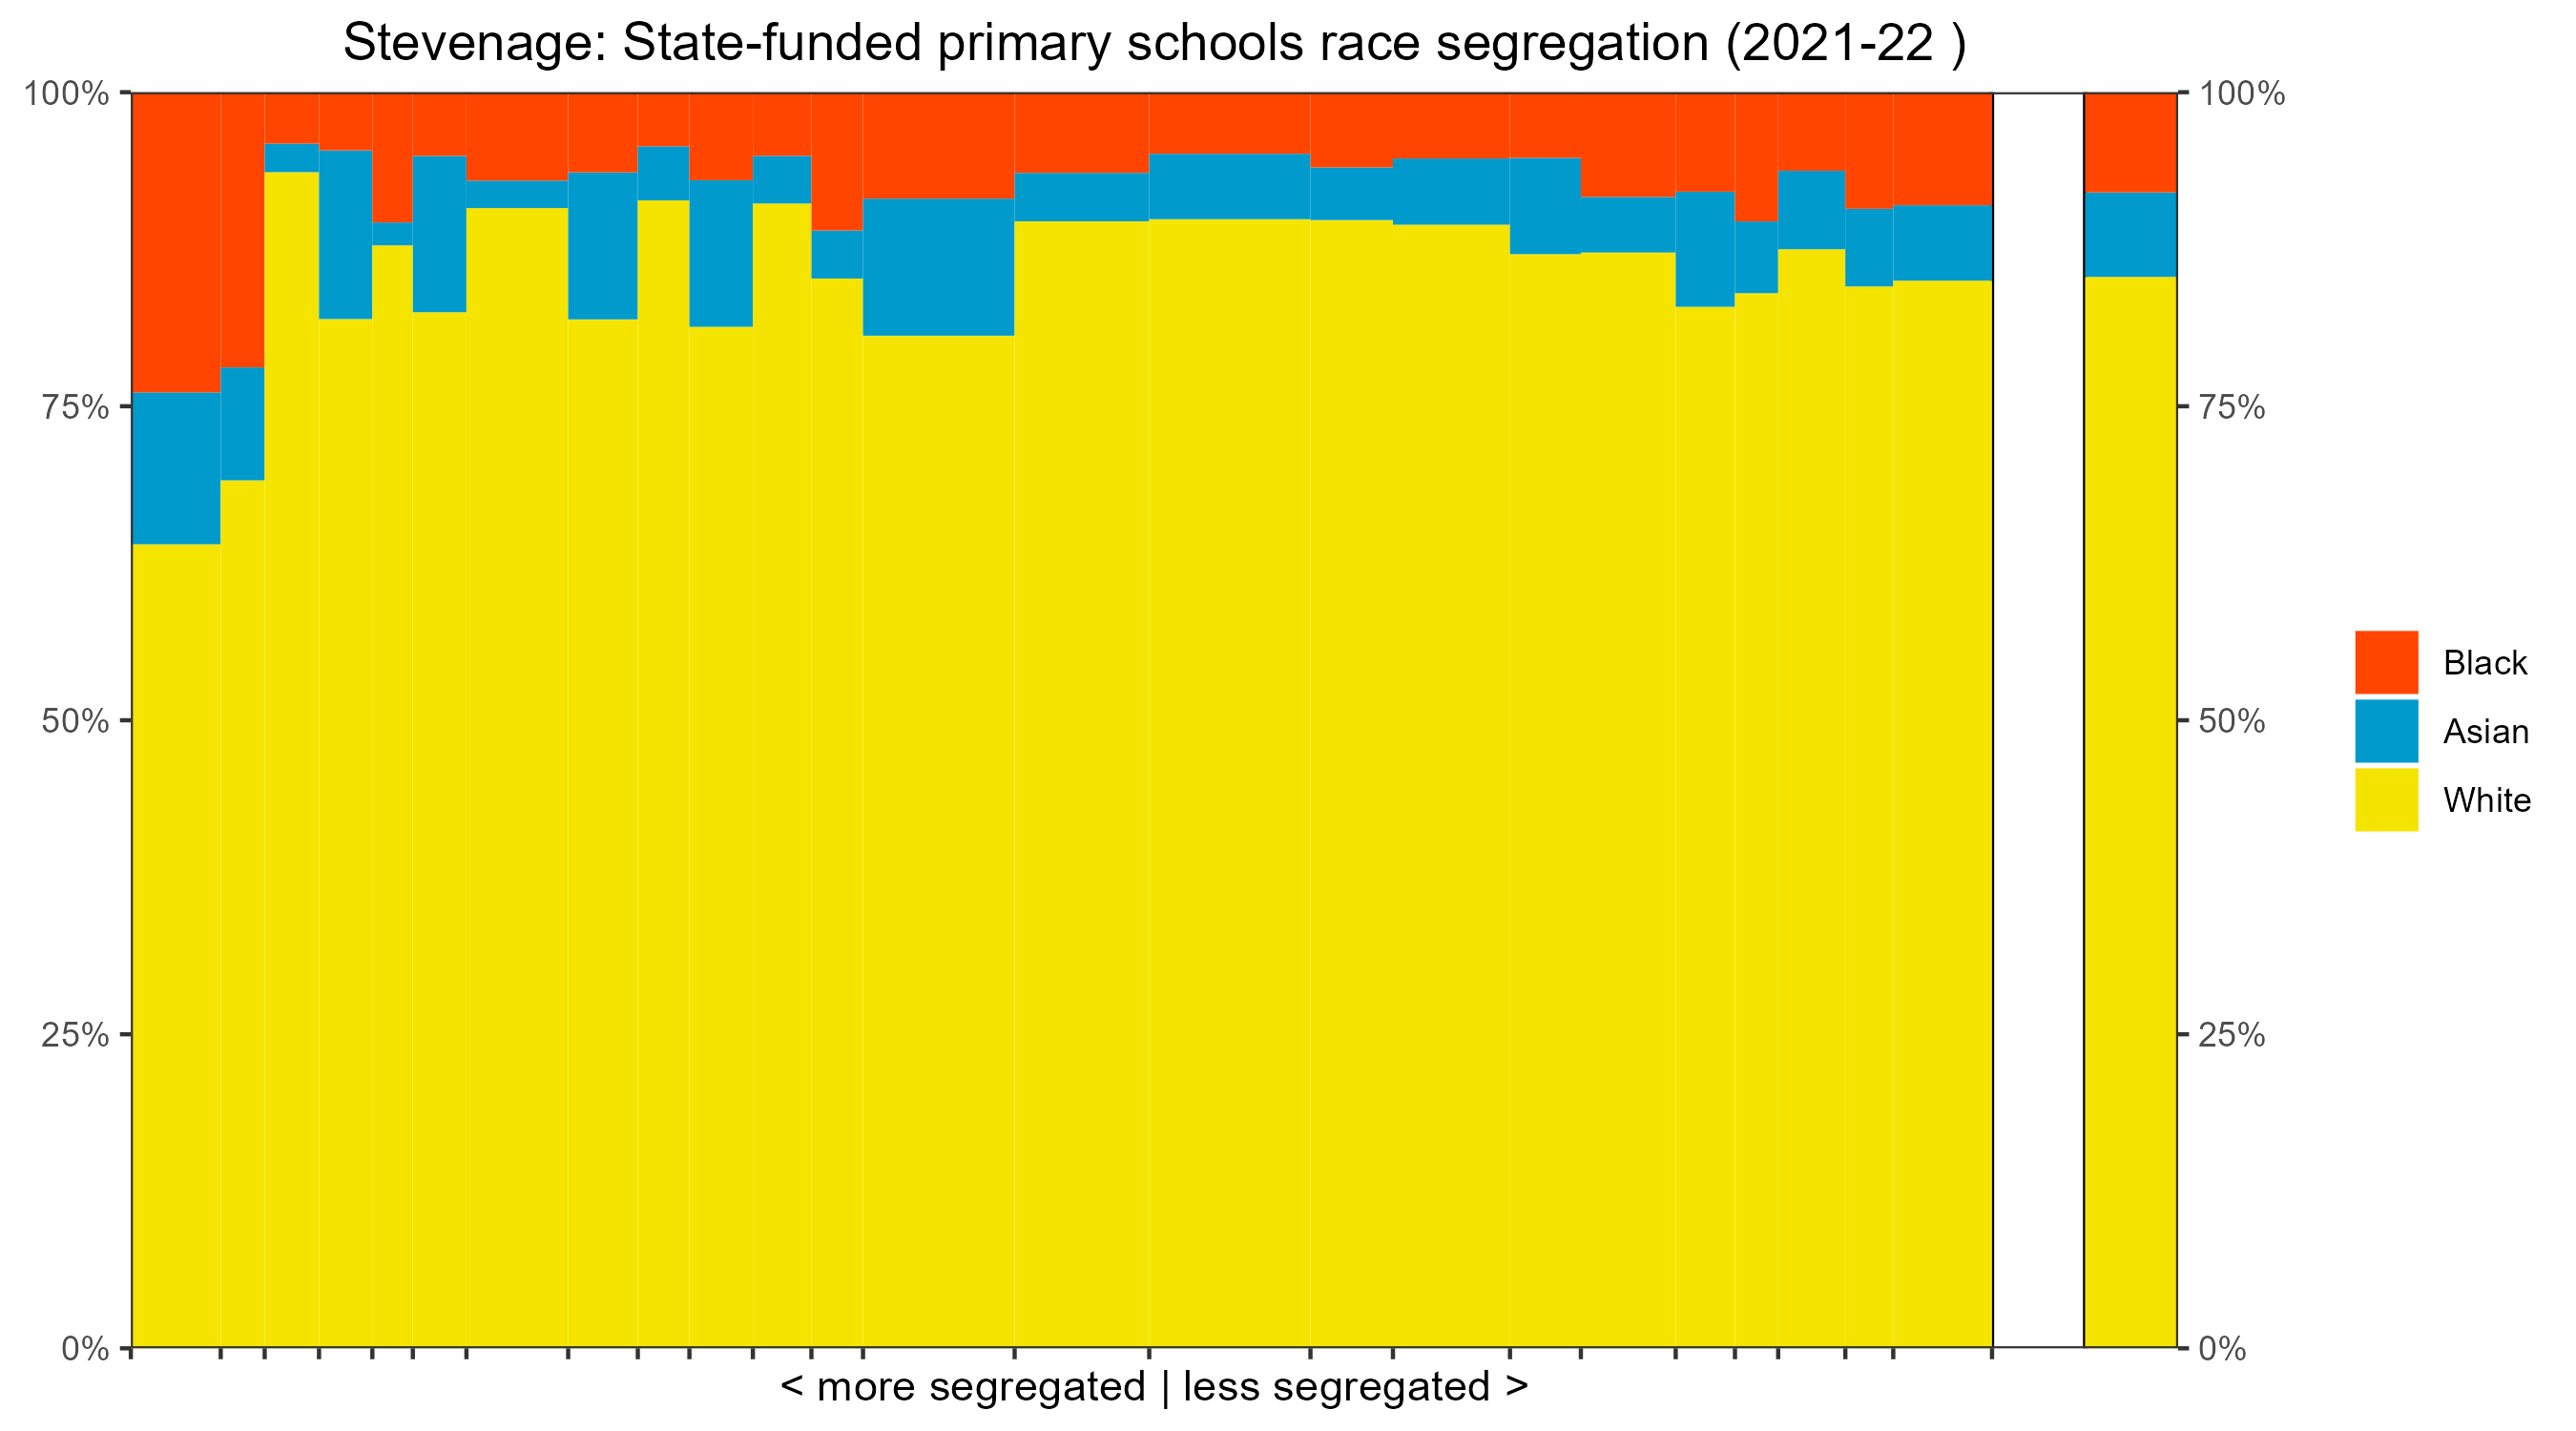 Stevenage: State-funded primary schools race segregation (2021-22 )
100%
75%
50%
25%
0%
100%
75%
50%
25%
0%
Black
Asian
White
< more segregated | less segregated >